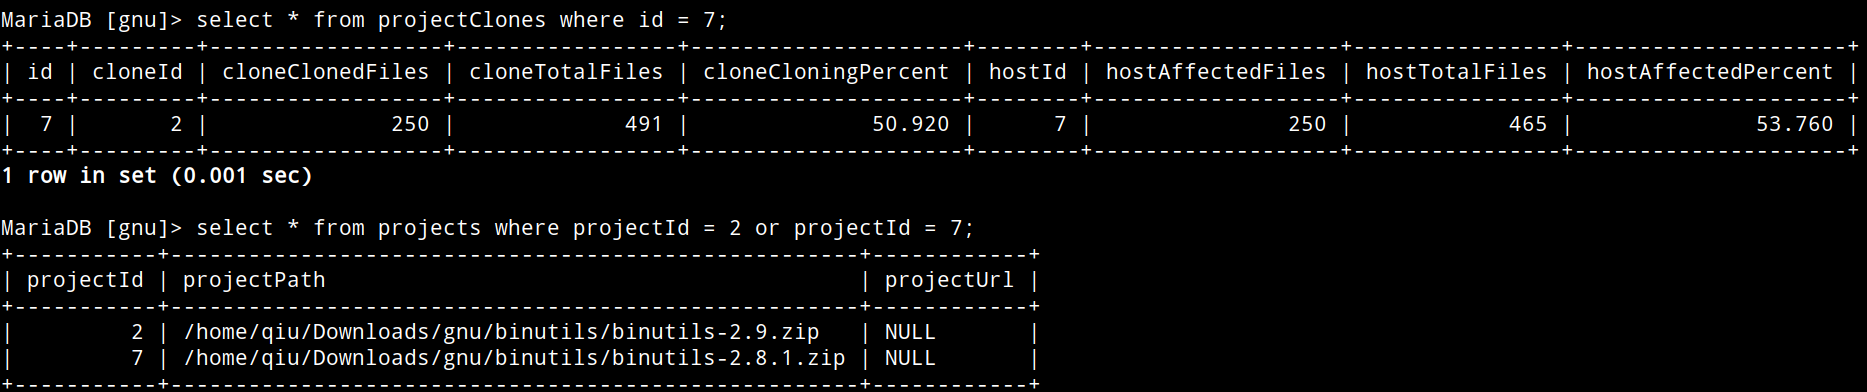 MariaDB [gnu]> select * from projectClones where id = 7;
+----+---------+------------------+-----------------+---------------------+--------+-------------------+----------------+---------------------+
| id | cloneId | cloneClonedFiles | cloneTotalFiles | cloneCloningPercent | hostId | hostAffectedFiles | hostTotalFiles | hostAffectedPercent |
+----+---------+------------------+-----------------+---------------------+--------+-------------------+----------------+---------------------+
|  7 |       2 |              250 |             491 |              50.920 |      7 |               250 |            465 |              53.760 |
+----+---------+------------------+-----------------+---------------------+--------+-------------------+----------------+---------------------+
1 row in set (0.001 sec)
MariaDB [gnu]> select * from projects where projectId = 2 or projectId = 7;
+-----------+-----------------------------------------------------+------------+
| projectId | projectPath                                         | projectUrl |
+-----------+-----------------------------------------------------+------------+
|         2 | /home/qiu/Downloads/gnu/binutils/binutils-2.9.zip   | NULL       |
|         7 | /home/qiu/Downloads/gnu/binutils/binutils-2.8.1.zip | NULL       |
+-----------+-----------------------------------------------------+------------+